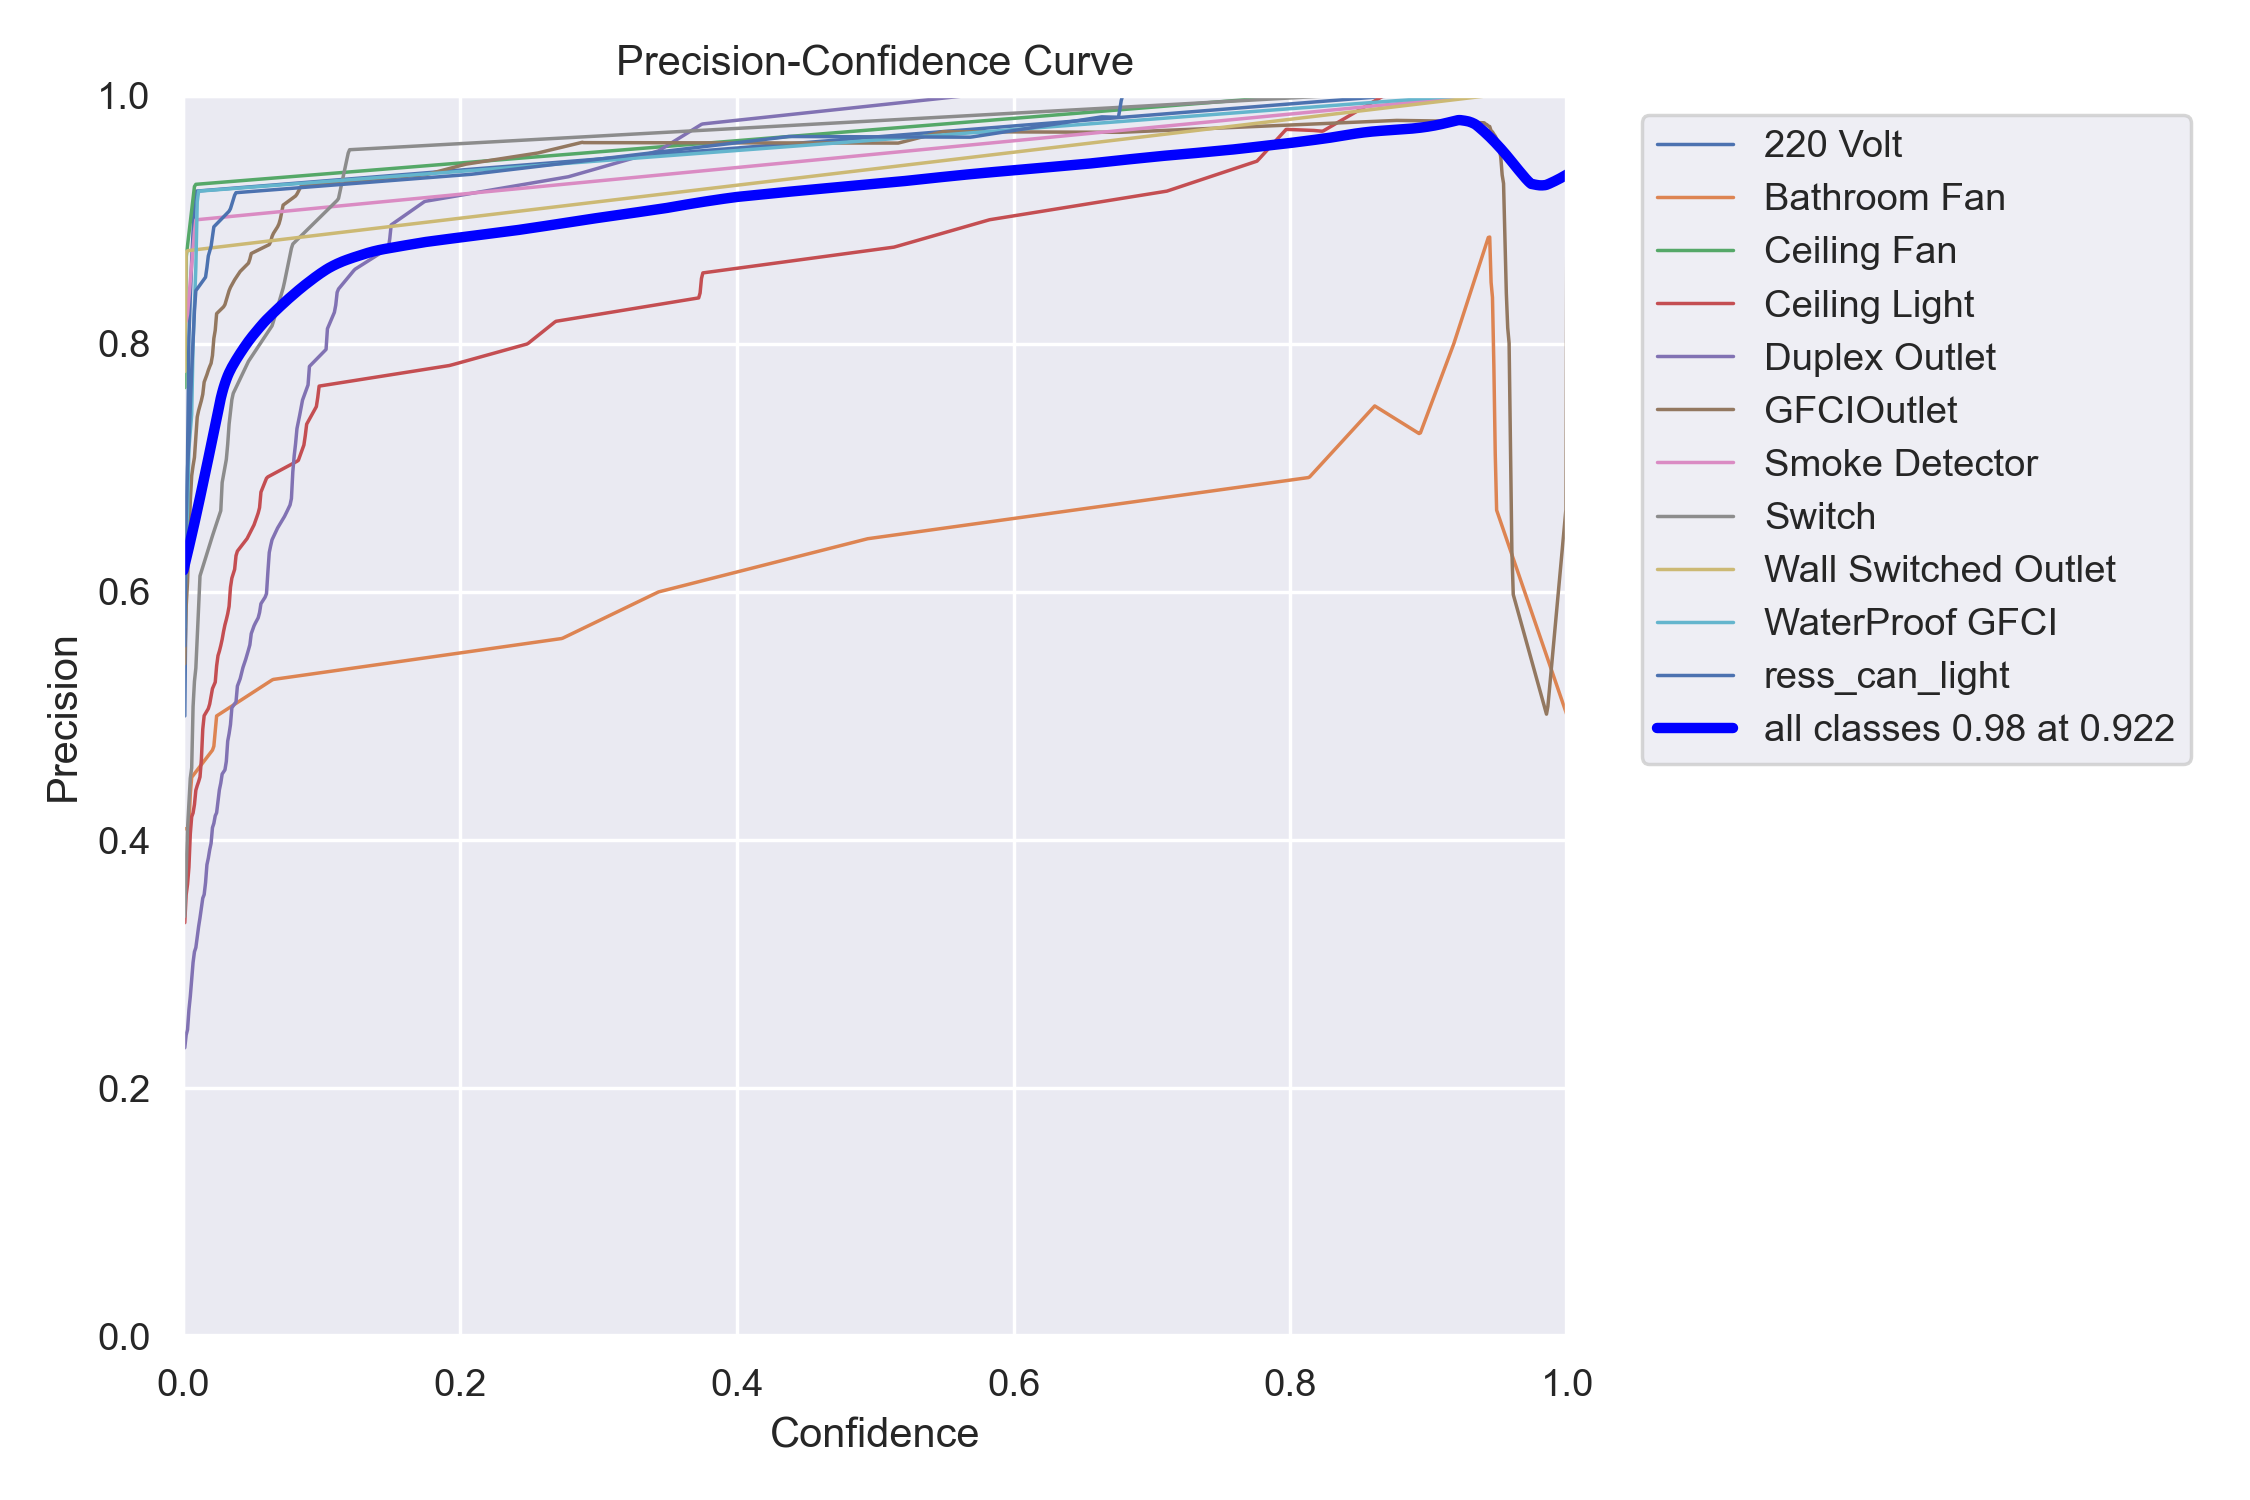 Precision-Confidence Curve
1.0
0.8
0.6
0.4
0.2
0.0
Precision
0.0 0.2 0.4 0.6 0.8 1.0
Confidence
220 Volt
Bathroom Fan
Ceiling Fan
Ceiling Light
Duplex Outlet
GFCIOutlet
Smoke Detector
Switch
Wall Switched Outlet
WaterProof GFCI
ress_can_light
all classes 0.98 at 0.922